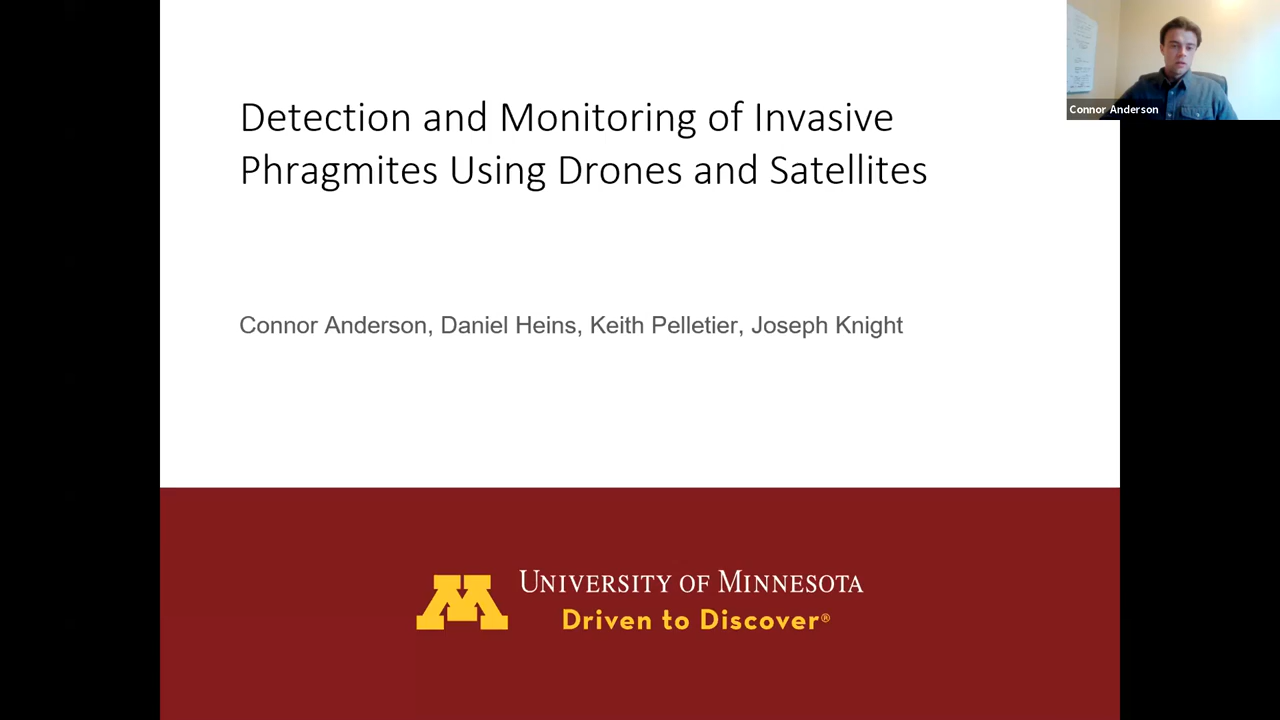 Detection and Monitoring of Invasive
Phragmites Using Drones and Satellites
Connor Anderson
Connor Anderson, Daniel Heins, Keith Pelletier, Joseph Knight
M
UNIVERSITY OF MINNESOTA
Driven to Discover®